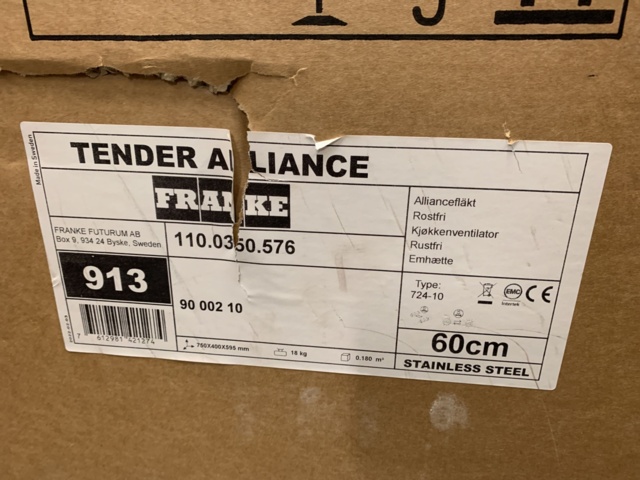 Made in Sweden
TENDER ALLIANCE
FRANKE
FRANKE FUTURUM AB
Box 9, 934 24 Byske, Sweden
110.0350.576
913
90 002 10
7 612981 421274
760X400X595 mm
18 kg
0.180 m³
Alliancefläkt
Rostfri
Kjøkkenventilator
Rustfri
Emhætte
Type:
724-10
EMC
Intertek
CE
60cm
STAINLESS STEEL